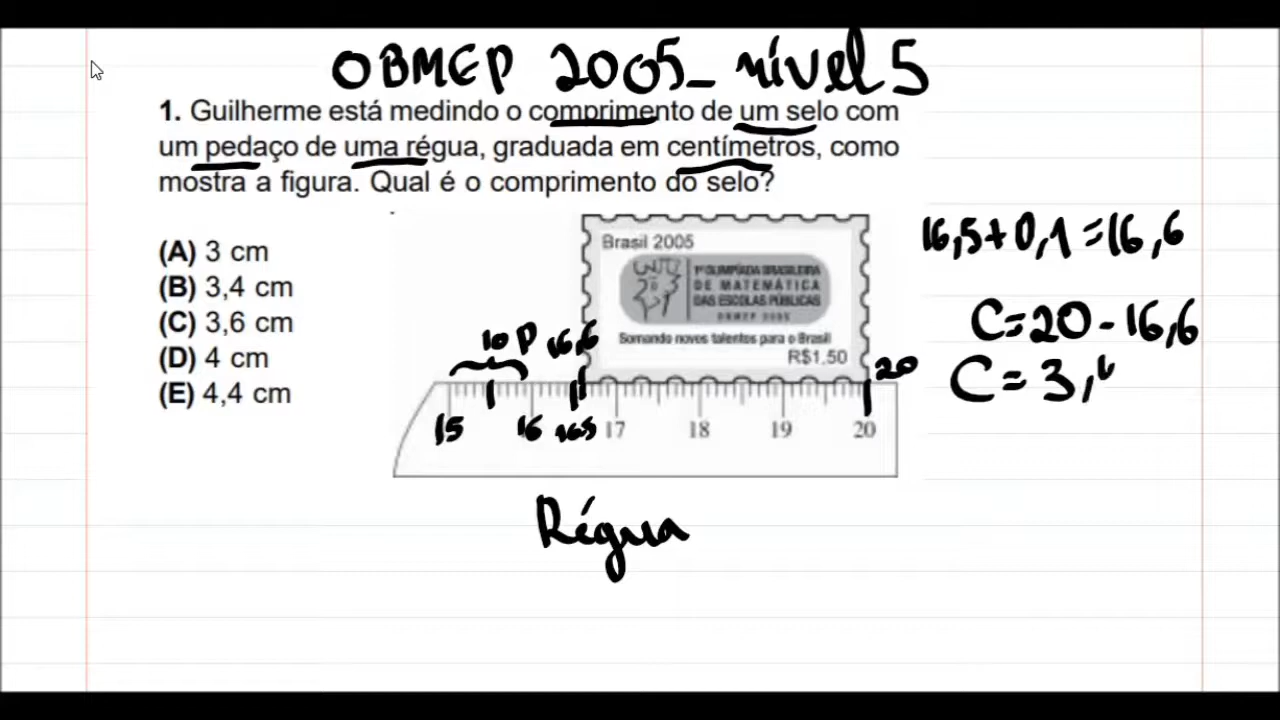 OBMEP 2005_ nível 5
1. Guilherme está medindo o comprimento de um selo com
um pedaço de uma régua, graduada em centímetros, como
mostra a figura. Qual é o comprimento do selo?
(A) 3 cm
(B) 3,4 cm
(C) 3,6 cm
(D) 4 cm
(E) 4,4 cm
Brasil 2005
1ª OLIMPÍADA BRASILEIRA
DE MATEMÁTICA
DAS ESCOLAS PÚBLICAS
OBMEP 2005
Somando novos talentos para o Brasil
R$1,50
10 P 16,6 20
15 16 16,5 17 18 19 20
Régua
16,5 + 0,1 = 16,6
C = 20 - 16,6
C = 3,